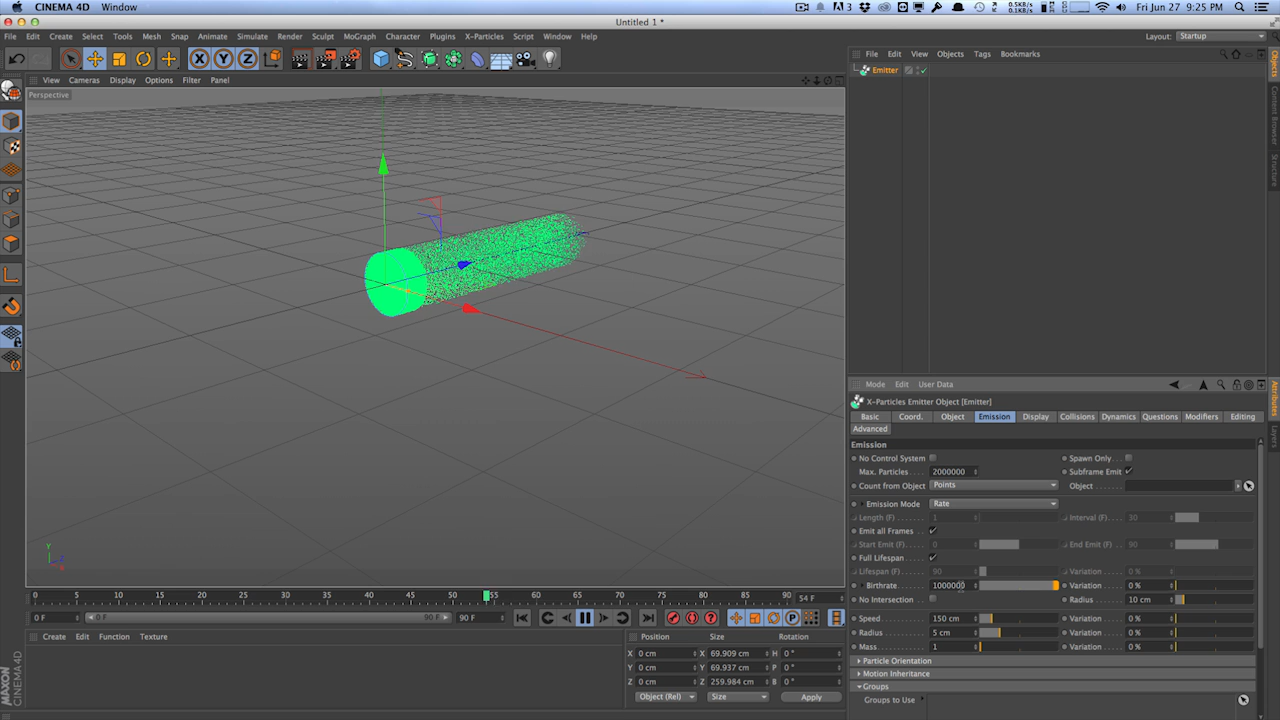 CINEMA 4D Window
3 0.5KB/s 0.1KB/s Fri Jun 27 9:25 PM
Untitled 1 *
File Edit Create Select Tools Mesh Snap Animate Simulate Render Sculpt MoGraph Character Plugins X-Particles Script Window Help
Layout: Startup
X Y Z
View Cameras Display Options Filter Panel
File Edit View Objects Tags Bookmarks
Perspective
Emitter
Objects
Content Browser
Structure
Mode Edit User Data
Attributes
Layers
X-Particles Emitter Object [Emitter]
Basic Coord. Object Emission Display Collisions Dynamics Questions Modifiers Editing
Advanced
Emission
No Control System Spawn Only
Max. Particles 2000000 Subframe Emit
Count from Object Points Object
Emission Mode Rate
Length (F) 1 Interval (F) 30
Emit all Frames
Start Emit (F) 0 End Emit (F) 90
Full Lifespan
Lifespan (F) 90 Variation
Birthrate 1000000 Variation 0 %
No Intersection Radius 10 cm
Speed 150 cm Variation 0 %
Radius 5 cm Variation 0 %
Mass 1 Variation 0 %
Particle Orientation
Motion Inheritance
Groups
Groups to Use
Y Z X
0 5 10 15 20 25 30 35 40 45 50 55 60 65 70 75 80 85 90 54 F
0 F 0 F 90 F 90 F
P
Create Edit Function Texture
Position Size Rotation
X 0 cm X 69.909 cm H 0 °
Y 0 cm Y 69.937 cm P 0 °
Z 0 cm Z 259.984 cm B 0 °
Object (Rel) Size Apply
MAXON
CINEMA 4D